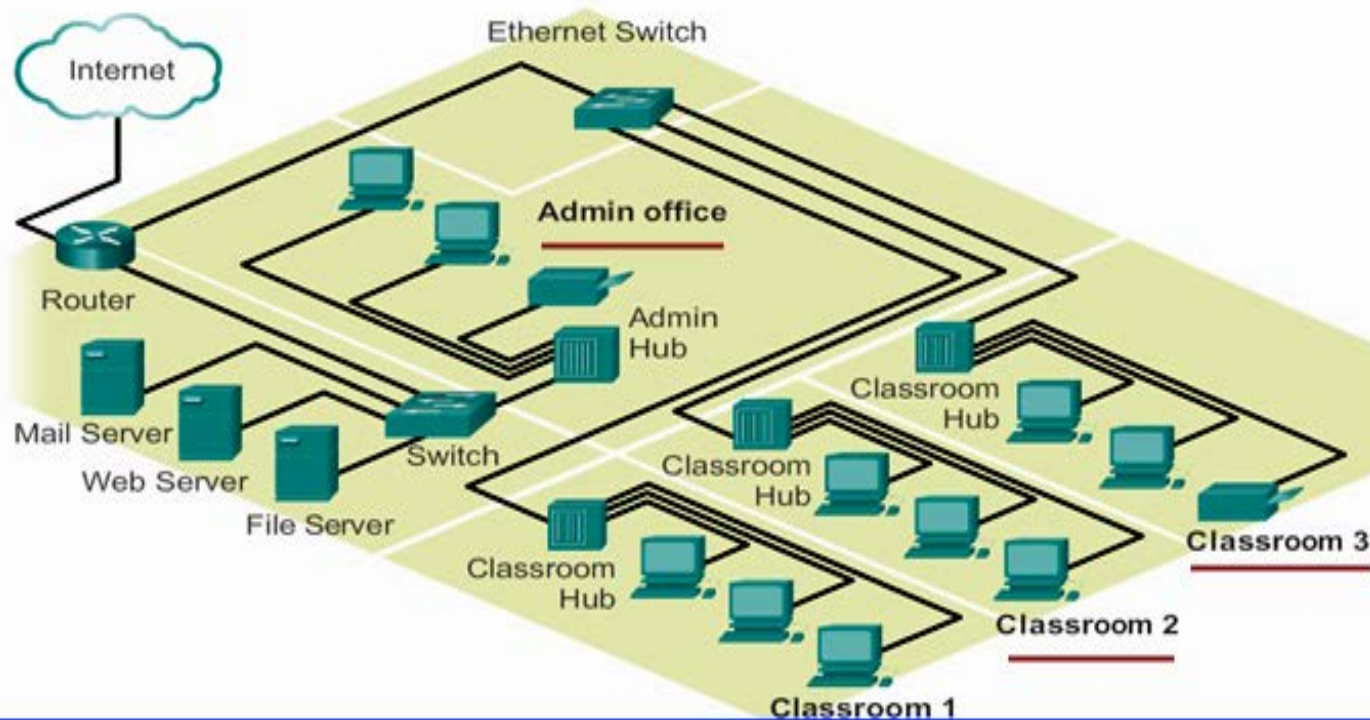 Ethernet Switch
Internet
Admin office
Router
Admin
Hub
Classroom
Hub
Mail Server
Switch
Classroom
Hub
Web Server
File Server
Classroom 3
Classroom
Hub
Classroom 2
Classroom 1